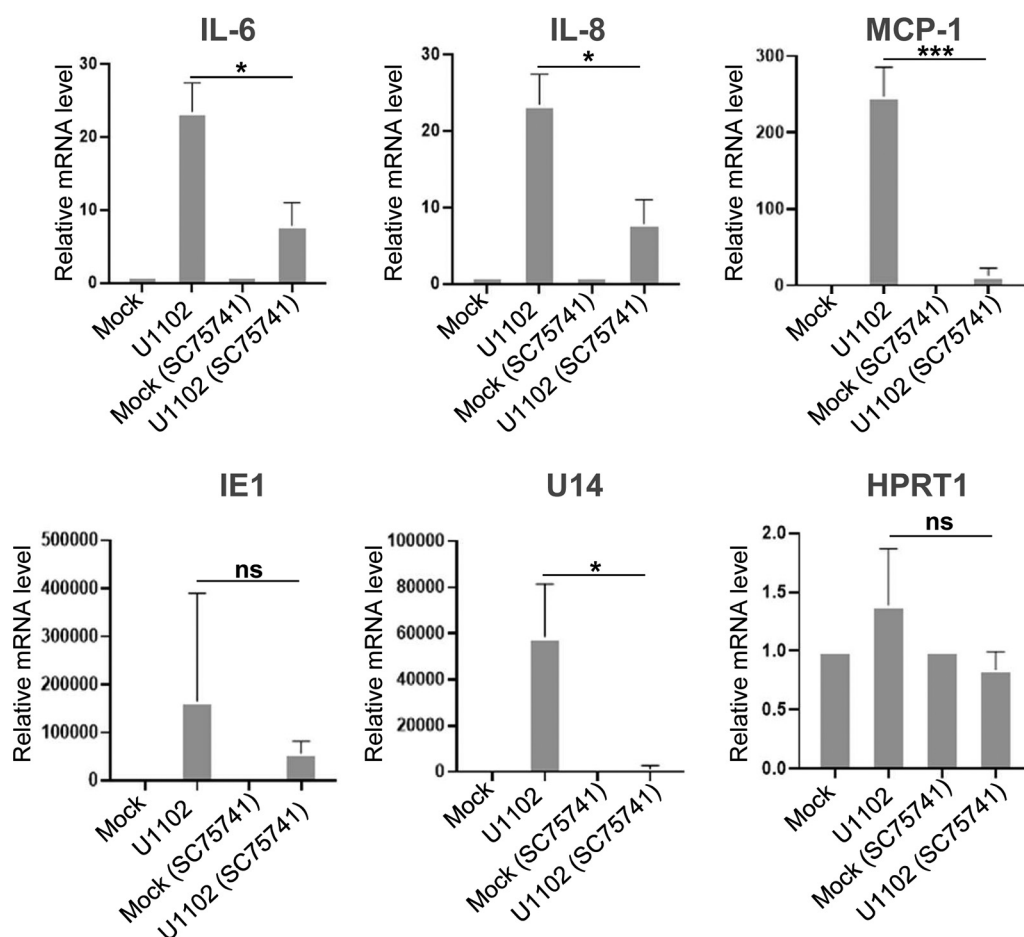 IL-6
Relative mRNA level
30
20
10
0
*
Mock
U1102
Mock (SC75741)
U1102 (SC75741)
IL-8
Relative mRNA level
30
20
10
0
*
Mock
U1102
Mock (SC75741)
U1102 (SC75741)
MCP-1
Relative mRNA level
300
200
100
0
***
Mock
U1102
Mock (SC75741)
U1102 (SC75741)
IE1
Relative mRNA level
500000
400000
300000
200000
100000
0
ns
Mock
U1102
Mock (SC75741)
U1102 (SC75741)
U14
Relative mRNA level
100000
80000
60000
40000
20000
0
*
Mock
U1102
Mock (SC75741)
U1102 (SC75741)
HPRT1
Relative mRNA level
2.0
1.5
1.0
0.5
0.0
ns
Mock
U1102
Mock (SC75741)
U1102 (SC75741)